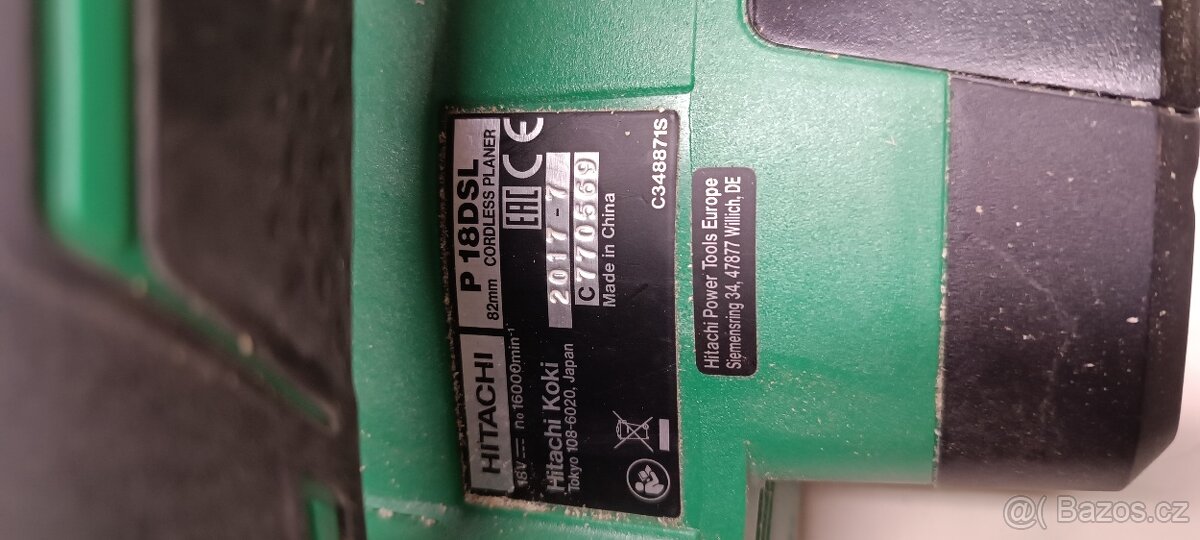 HITACHI
P 18DSL
82mm CORDLESS PLANER
18V n₀ 16000min⁻¹
Hitachi Koki
Tokyo 108-6020, Japan
EAC CE
2017-7
C770569
Made in China
C348871S
Hitachi Power Tools Europe
Siemensring 34, 47877 Willich, DE
@( Bazos.cz